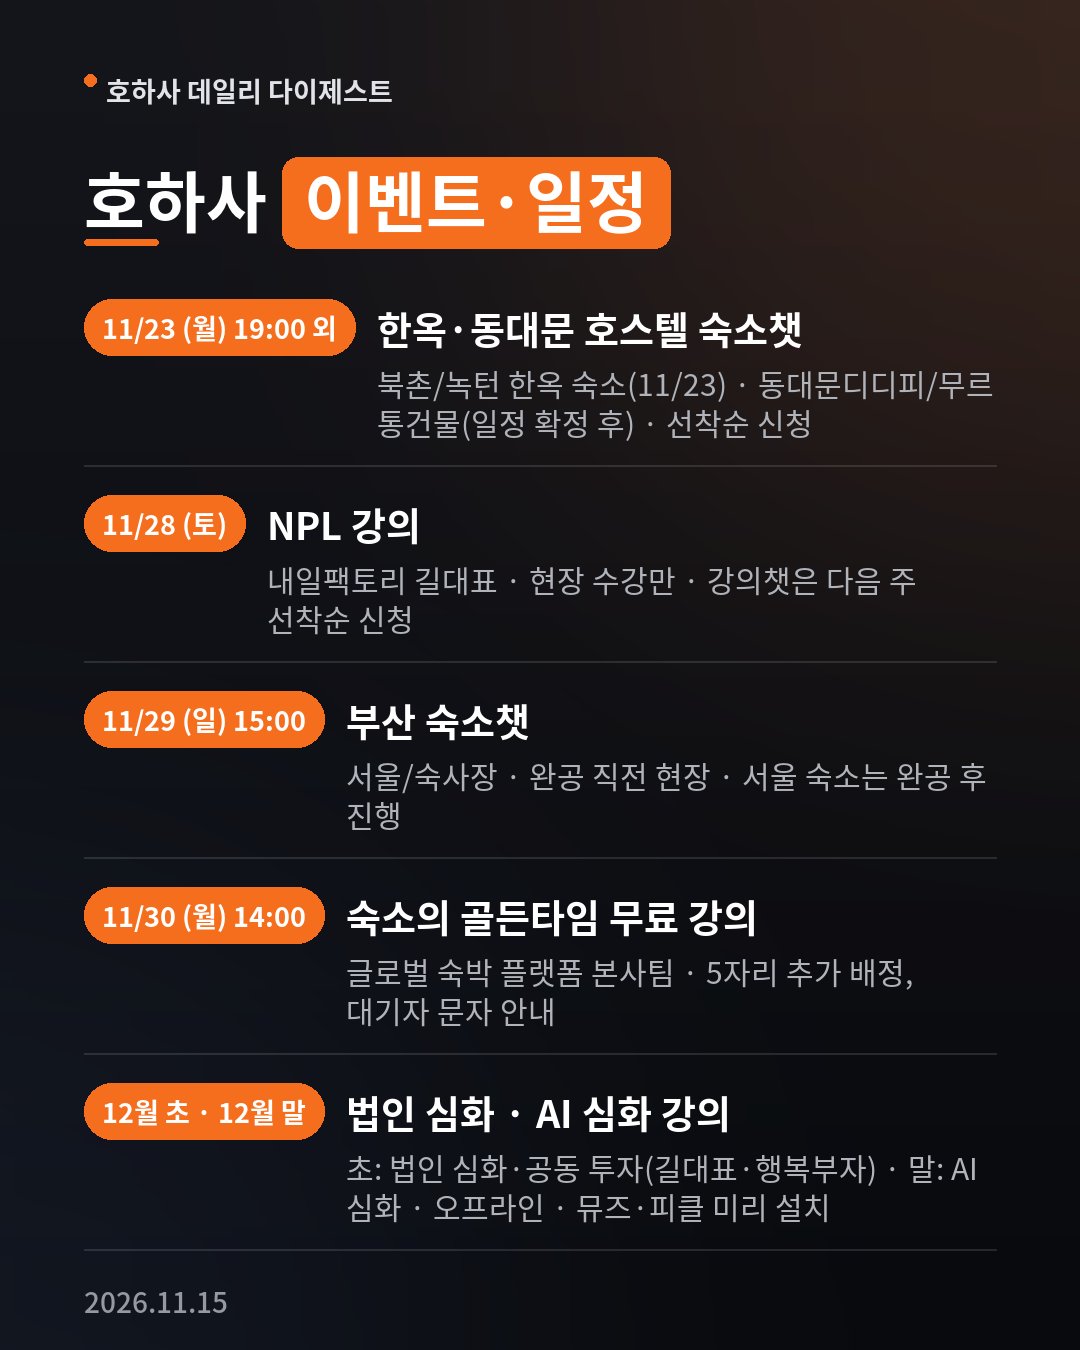 호하사 데일리 다이제스트
호하사 이벤트·일정
11/23 (월) 19:00 외
한옥·동대문 호스텔 숙소챗
북촌/녹턴 한옥 숙소(11/23) · 동대문디디피/무르
통건물(일정 확정 후) · 선착순 신청
11/28 (토)
NPL 강의
내일팩토리 길대표 · 현장 수강만 · 강의챗은 다음 주
선착순 신청
11/29 (일) 15:00
부산 숙소챗
서울/숙사장 · 완공 직전 현장 · 서울 숙소는 완공 후
진행
11/30 (월) 14:00
숙소의 골든타임 무료 강의
글로벌 숙박 플랫폼 본사팀 · 5자리 추가 배정,
대기자 문자 안내
12월 초 · 12월 말
법인 심화 · AI 심화 강의
초: 법인 심화·공동 투자(길대표·행복부자) · 말: AI
심화 · 오프라인 · 뮤즈·피클 미리 설치
2026.11.15